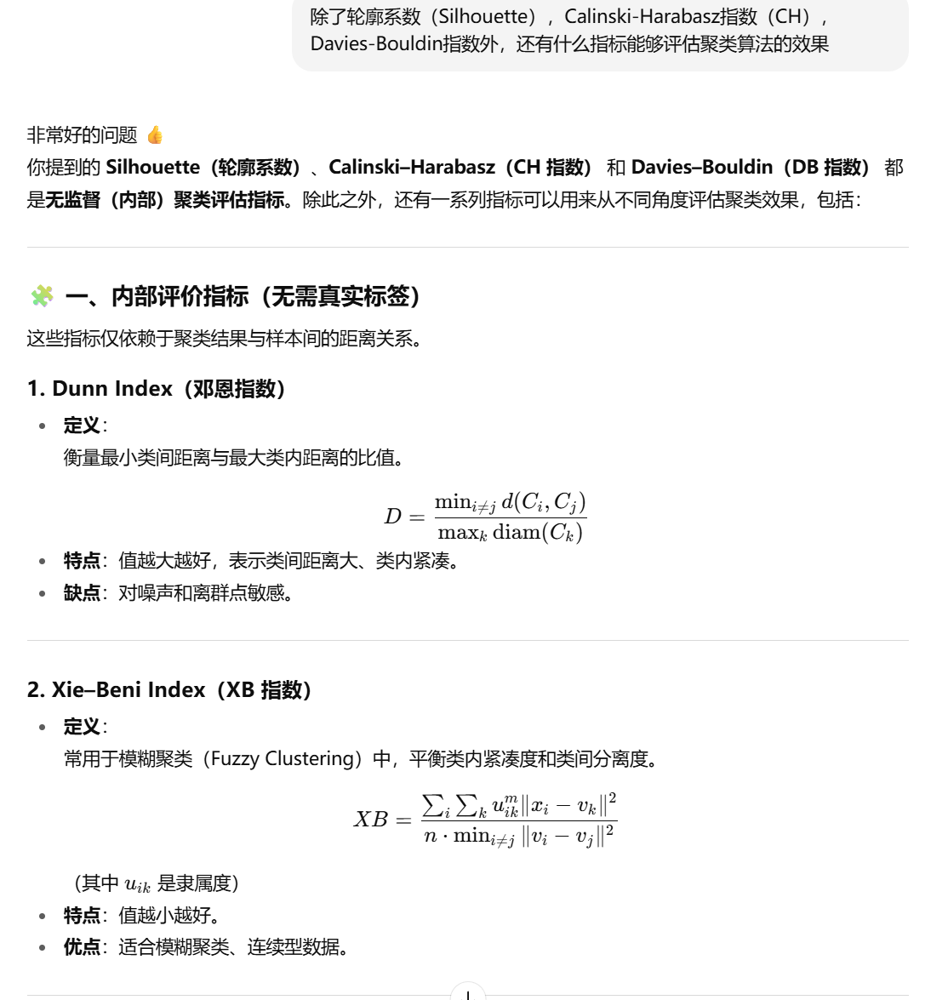 除了轮廓系数（Silhouette），Calinski-Harabasz指数（CH），
Davies-Bouldin指数外，还有什么指标能够评估聚类算法的效果
非常好的问题 👍
你提到的 Silhouette（轮廓系数）、Calinski–Harabasz（CH 指数） 和 Davies–Bouldin（DB 指数） 都
是无监督（内部）聚类评估指标。除此之外，还有一系列指标可以用来从不同角度评估聚类效果，包括：
🧩 一、内部评价指标（无需真实标签）
这些指标仅依赖于聚类结果与样本间的距离关系。
1. Dunn Index（邓恩指数）
• 定义：
衡量最小类间距离与最大类内距离的比值。
D = \frac{\min_{i \neq j} d(C_i, C_j)}{\max_k \operatorname{diam}(C_k)}
• 特点：值越大越好，表示类间距离大、类内紧凑。
• 缺点：对噪声和离群点敏感。
2. Xie–Beni Index（XB 指数）
• 定义：
常用于模糊聚类（Fuzzy Clustering）中，平衡类内紧凑度和类间分离度。
XB = \frac{\sum_i \sum_k u_{ik}^m \|x_i - v_k\|^2}{n \cdot \min_{i \neq j} \|v_i - v_j\|^2}
（其中 u_{ik} 是隶属度）
• 特点：值越小越好。
• 优点：适合模糊聚类、连续型数据。